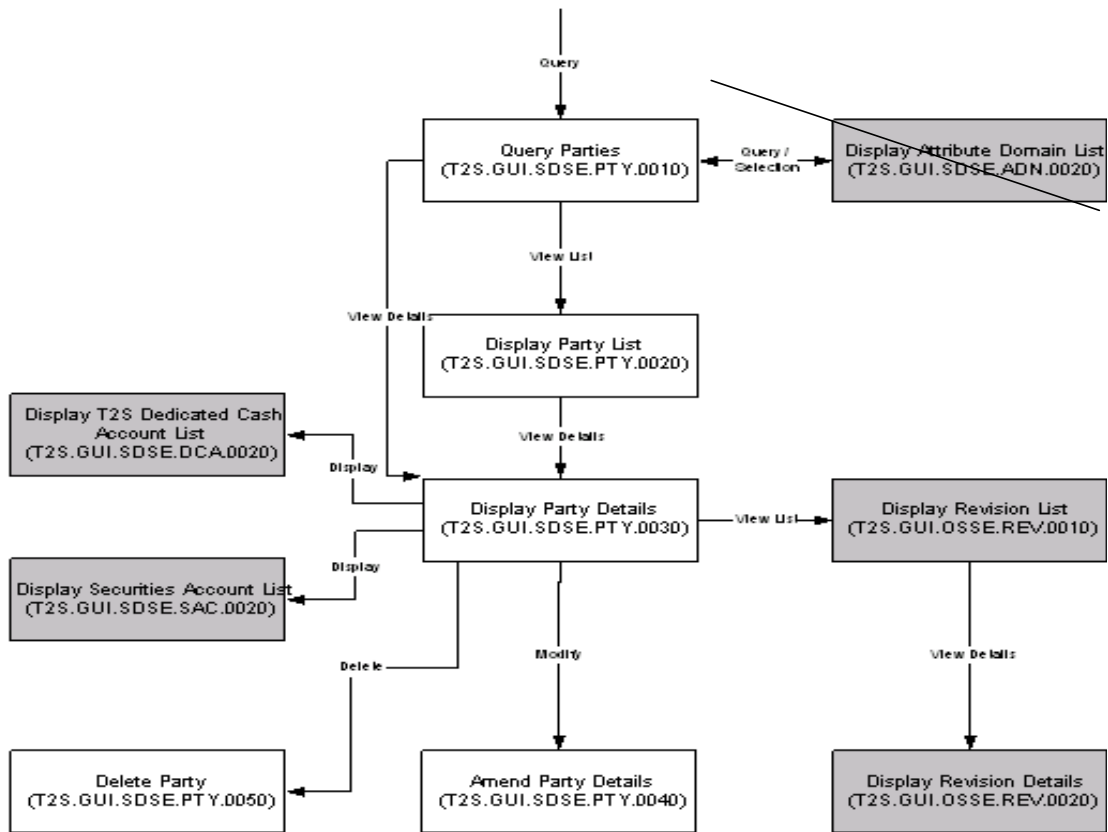 Query
Query Parties
(T2S.GUI.SDSE.PTY.0010)
Query /
Selection
Display Attribute Domain List
(T2S.GUI.SDSE.ADN.0020)
View List
View Details
Display Party List
(T2S.GUI.SDSE.PTY.0020)
Display T2S Dedicated Cash
Account List
(T2S.GUI.SDSE.DCA.0020)
View Details
Display
Display Party Details
(T2S.GUI.SDSE.PTY.0030)
View List
Display Revision List
(T2S.GUI.OSSE.REV.0010)
Display
Display Securities Account List
(T2S.GUI.SDSE.SAC.0020)
Delete
Modify
View Details
Delete Party
(T2S.GUI.SDSE.PTY.0050)
Amend Party Details
(T2S.GUI.SDSE.PTY.0040)
Display Revision Details
(T2S.GUI.OSSE.REV.0020)